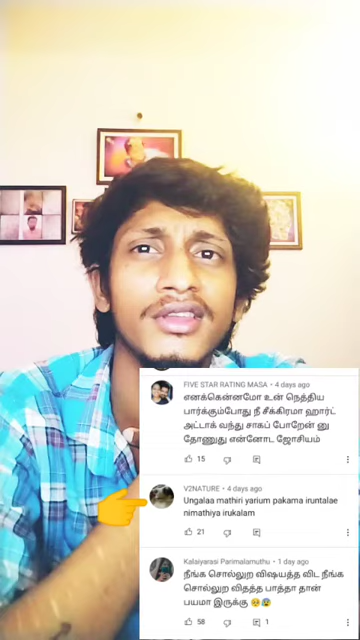 FIVE STAR RATING MASA • 4 days ago
எனக்கென்னமோ உன் நெத்திய
பார்க்கும்போது நீ சீக்கிரமா ஹார்ட்
அட்டாக் வந்து சாகப் போறேன் னு
தோணுது என்னோட ஜோசியம்
15
V2NATURE • 4 days ago
Ungalaa mathiri yarium pakama iruntalae
nimathiya irukalam
21
Kalaiyarasi Parimalamuthu • 1 day ago
நீங்க சொல்லுற விஷயத்த விட நீங்க
சொல்லுற விதத்த பாத்தா தான்
பயமா இருக்கு 🥺😰
58 1